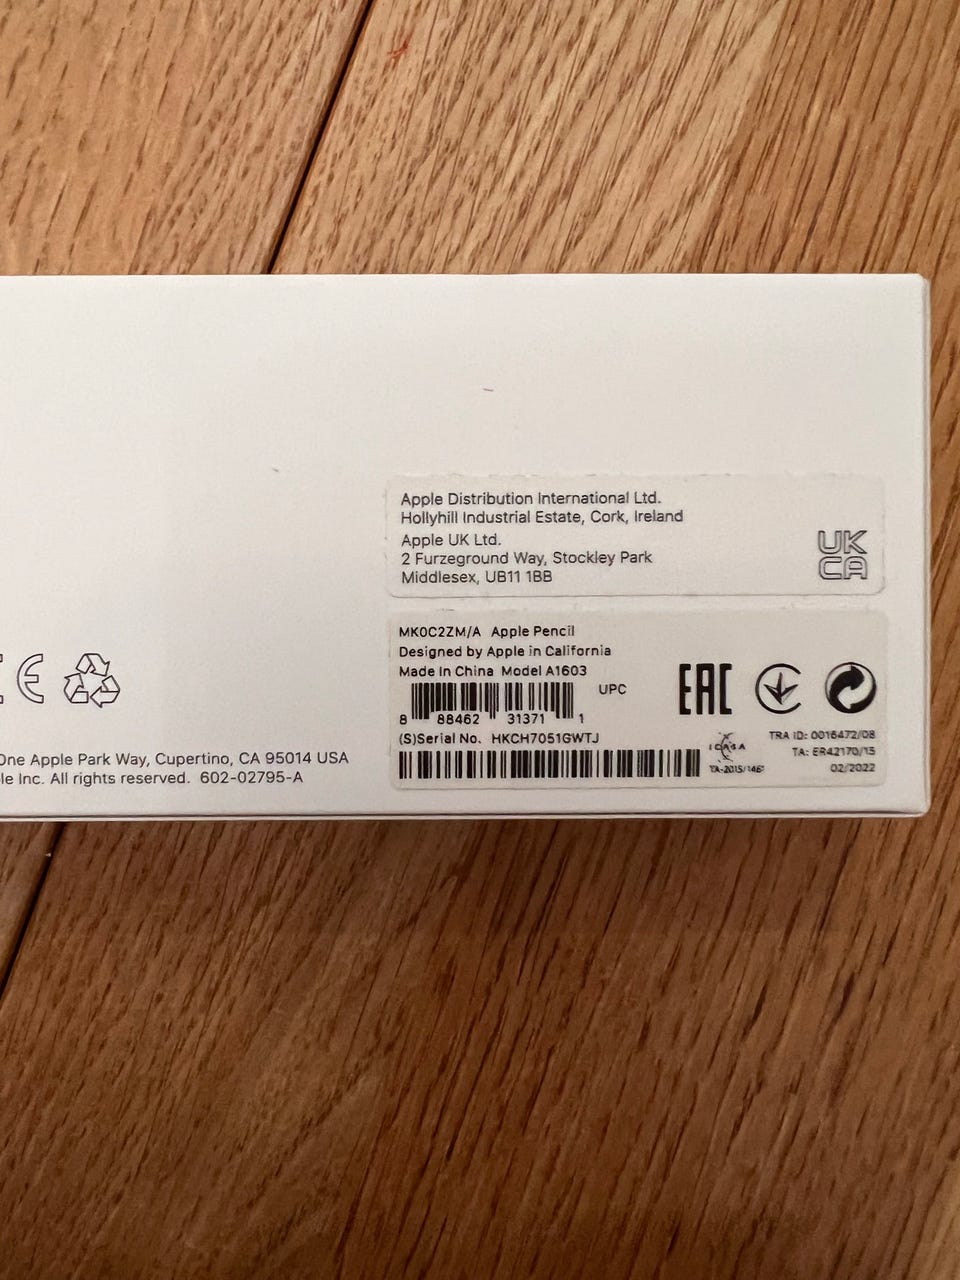 Apple Distribution International Ltd.
Hollyhill Industrial Estate, Cork, Ireland
Apple UK Ltd.
2 Furzeground Way, Stockley Park
Middlesex, UB11 1BB
UK
CA
MK0C2ZM/A Apple Pencil
Designed by Apple in California
Made In China Model A1603
UPC
8 88462 31371 1
(S)Serial No. HKCH7051GWTJ
EAC
ICASA
TRA ID: 0016472/08
TA: ER42170/15
02/2022
CE
One Apple Park Way, Cupertino, CA 95014 USA
Inc. All rights reserved. 602-02795-A